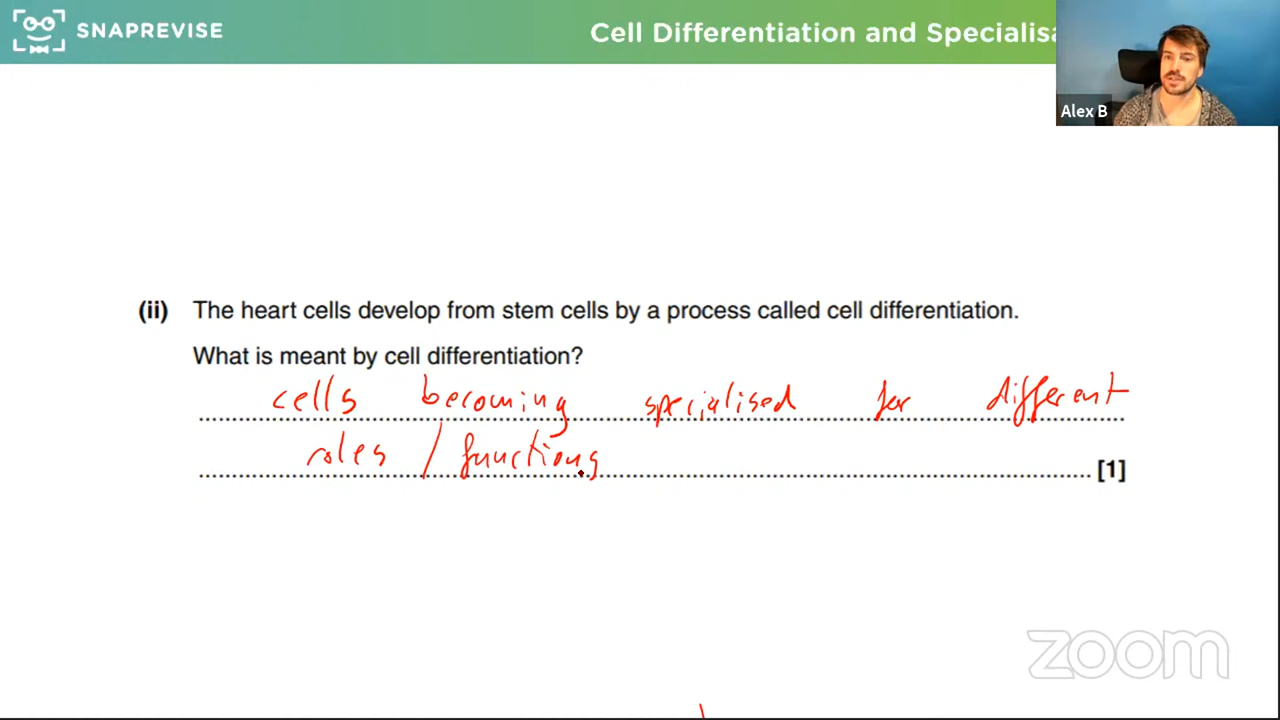 SNAPREVISE
Cell Differentiation and Specialisa
Alex B
(ii) The heart cells develop from stem cells by a process called cell differentiation.
What is meant by cell differentiation?
cells becoming specialised for different
roles / functions
[1]
zoom